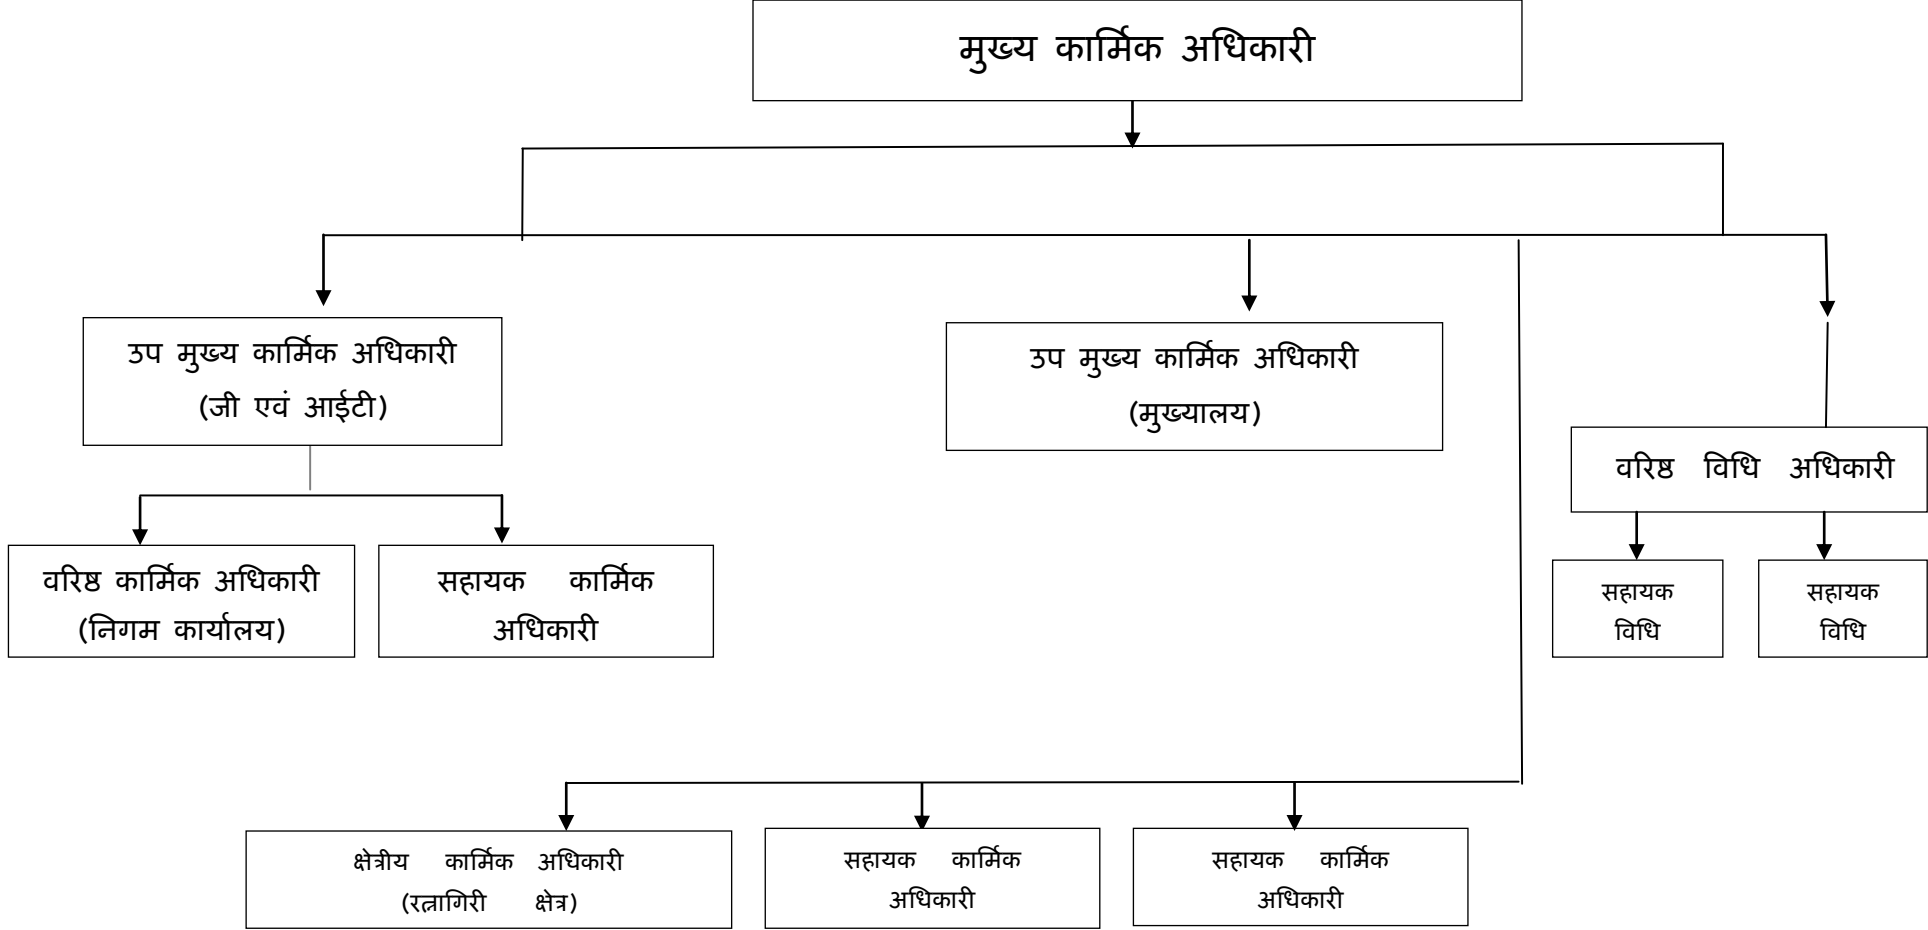 मुख्य कार्मिक अधिकारी
उप मुख्य कार्मिक अधिकारी
(जी एवं आईटी)
उप मुख्य कार्मिक अधिकारी
(मुख्यालय)
वरिष्ठ विधि अधिकारी
वरिष्ठ कार्मिक अधिकारी
(निगम कार्यालय)
सहायक कार्मिक
अधिकारी
सहायक
विधि
सहायक
विधि
क्षेत्रीय कार्मिक अधिकारी
(रत्नागिरी क्षेत्र)
सहायक कार्मिक
अधिकारी
सहायक कार्मिक
अधिकारी